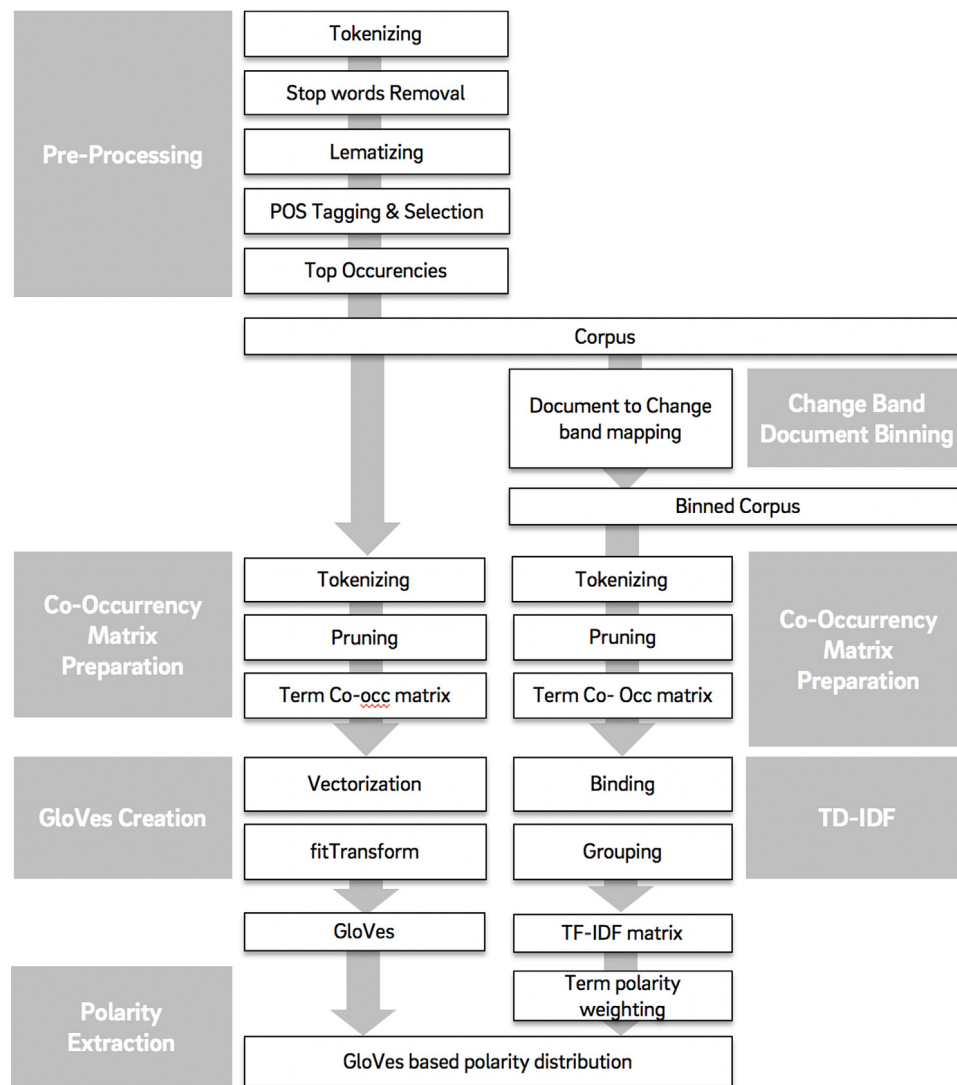 Tokenizing
Stop words Removal
Pre-Processing
Lematizing
POS Tagging & Selection
Top Occurencies
Corpus
Document to Change
band mapping
Change Band
Document Binning
Binned Corpus
Co-Occurrency
Matrix
Preparation
Tokenizing
Pruning
Term Co-occ matrix
Tokenizing
Pruning
Term Co- Occ matrix
Co-Occurrency
Matrix
Preparation
GloVes Creation
Vectorization
fitTransform
Binding
Grouping
TD-IDF
GloVes
TF-IDF matrix
Polarity
Extraction
Term polarity
weighting
GloVes based polarity distribution